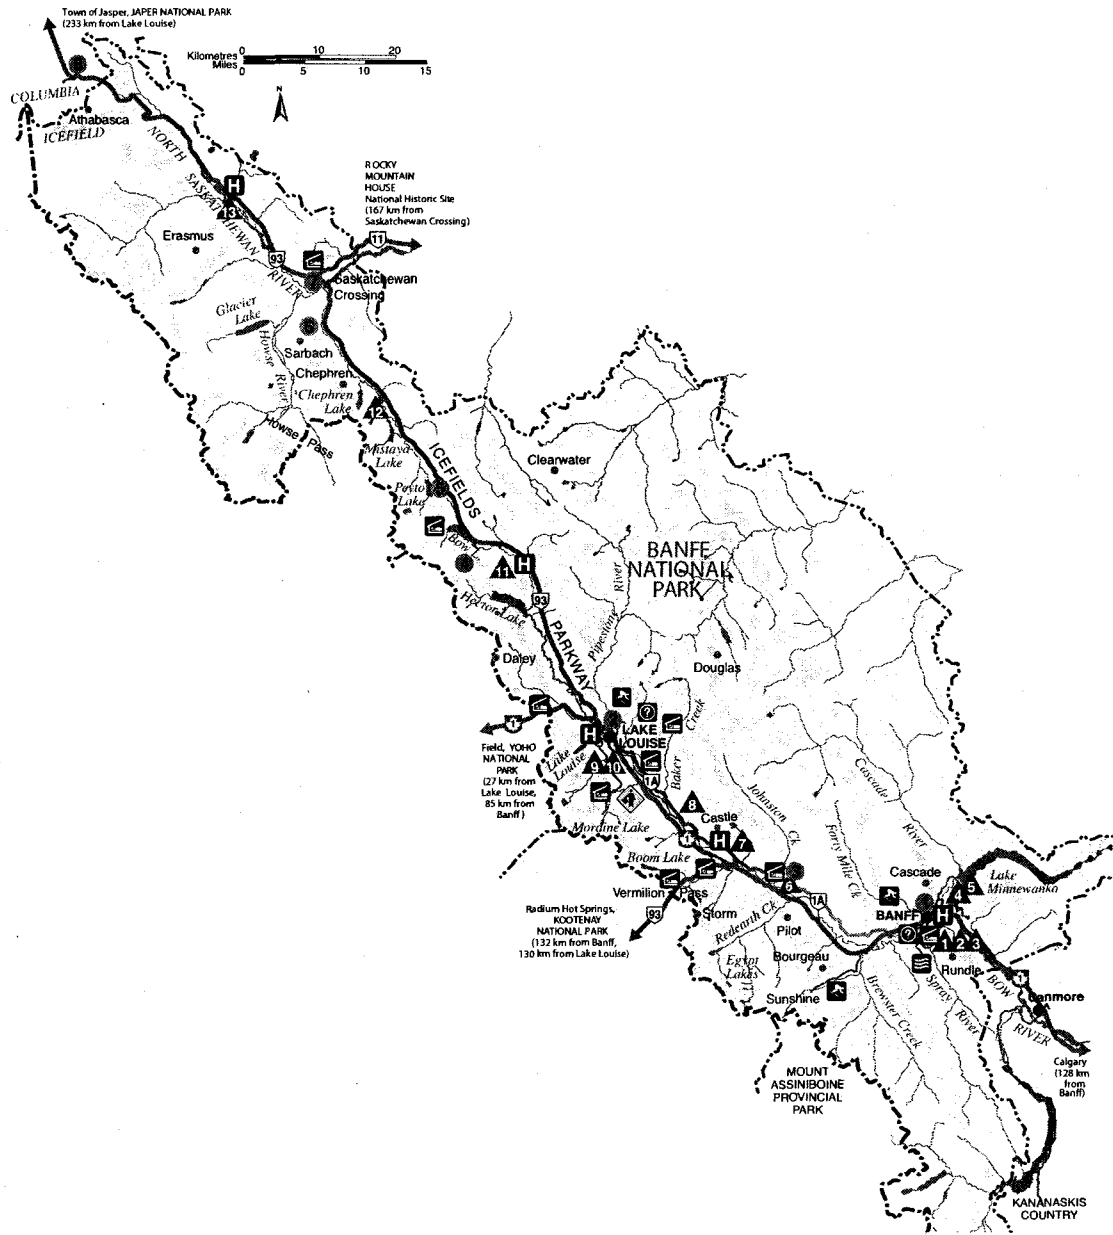 Town of Jasper, JAPER NATIONAL PARK
(233 km from Lake Louise)
Kilometres
0 10 20
Miles
0 5 10 15
N
COLUMBIA
ICEFIELD
Athabasca
NORTH SASKATCHEWAN RIVER
H
13
Erasmus
93
ROCKY
MOUNTAIN
HOUSE
National Historic Site
(167 km from
Saskatchewan Crossing)
11
Saskatchewan
Crossing
Glacier
Lake
Howse River
Sarbach
Chephren
Chephren
Lake
12
Howse Pass
Mistaya
Lake
Peyto
Lake
ICEFIELDS PARKWAY
Clearwater
Bow L
11
H
93
Hector Lake
BANFF
NATIONAL
PARK
Pipestone River
Daley
Douglas
1
Field, YOHO
NATIONAL
PARK
(27 km from
Lake Louise,
85 km from
Banff)
?
H
LAKE
LOUISE
Lake
Louise
9
10
1A
Baker Creek
8
Mordine Lake
1
Castle
H
7
Johnston Ck
Boom Lake
Vermilion Pass
6
1A
Forty Mile Ck
Cascade River
Cascade
Lake
Minnewanka
5
4
BANFF
H
?
1
2
3
Rundle
93
Radium Hot Springs,
KOOTENAY
NATIONAL PARK
(132 km from Banff,
130 km from Lake Louise)
Storm
Redearth Ck
Pilot
Egypt
Lakes
Bourgeau
Sunshine
Brewster Creek
Spray River
BOW RIVER
1
Canmore
Calgary
(128 km
from
Banff)
MOUNT
ASSINIBOINE
PROVINCIAL
PARK
KANANASKIS
COUNTRY